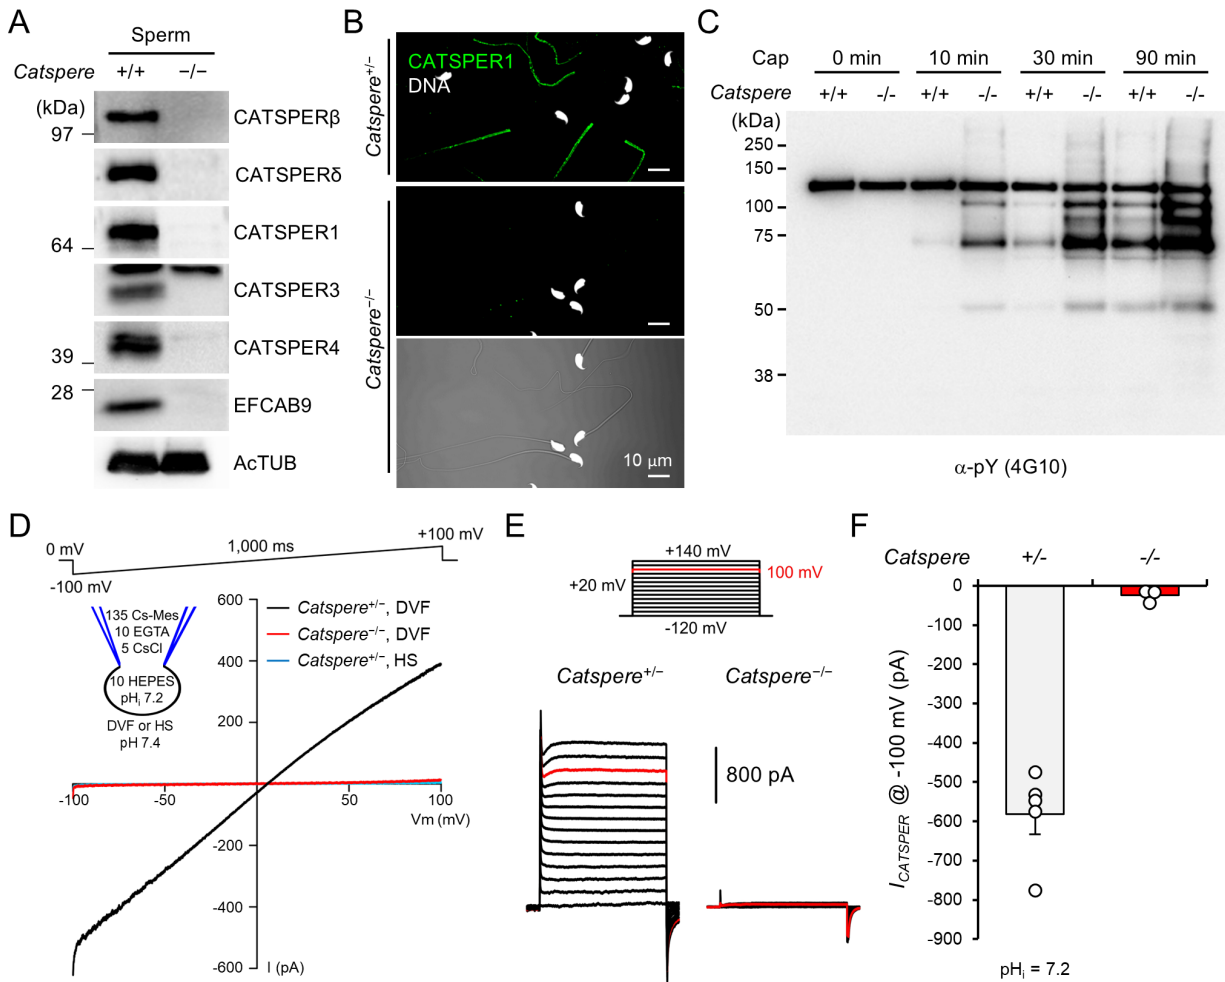 A
Sperm
Catspere +/+ −/−
(kDa)
97
64
39
28
CATSPERβ
CATSPERδ
CATSPER1
CATSPER3
CATSPER4
EFCAB9
AcTUB
B
Catspere+/−
CATSPER1
DNA
Catspere−/−
10 μm
C
Cap 0 min 10 min 30 min 90 min
Catspere +/+ -/- +/+ -/- +/+ -/- +/+ -/-
(kDa)
250
150
100
75
50
38
α-pY (4G10)
D
0 mV
1,000 ms
+100 mV
-100 mV
135 Cs-Mes
10 EGTA
5 CsCl
10 HEPES
pHi 7.2
DVF or HS
pH 7.4
Catspere+/−, DVF
Catspere−/−, DVF
Catspere+/−, HS
600
400
200
-200
-400
-600
-100
-50
50
100
Vm (mV)
I (pA)
E
+140 mV
100 mV
+20 mV
-120 mV
Catspere+/−
Catspere−/−
800 pA
F
Catspere +/- -/-
0
-100
-200
-300
-400
-500
-600
-700
-800
-900
ICATSPER @ -100 mV (pA)
pHi = 7.2